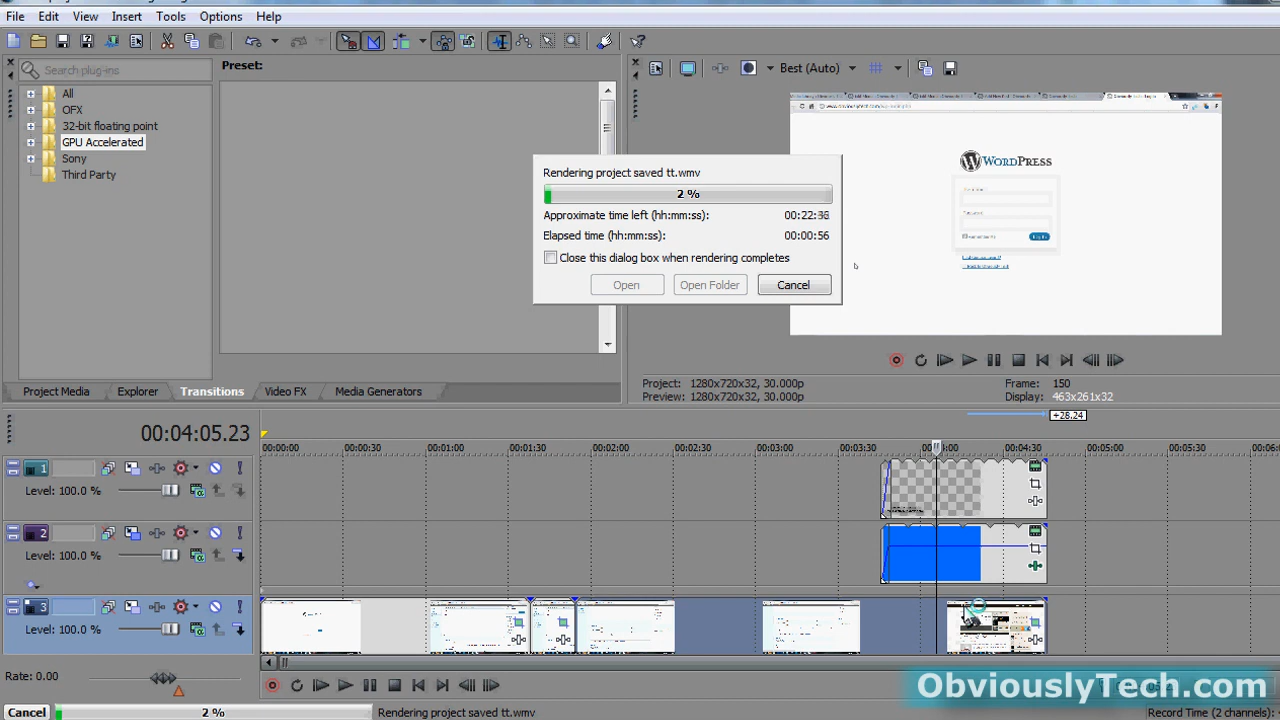 File Edit View Insert Tools Options Help
Search plug-ins
Preset:
Best (Auto)
All
OFX
32-bit floating point
GPU Accelerated
Sony
Third Party
WORDPRESS
Log In
Rendering project saved tt.wmv
2 %
Approximate time left (hh:mm:ss):
Elapsed time (hh:mm:ss): 00:00:56
Close this dialog box when rendering completes
Open Open Folder Cancel
Project Media Explorer Transitions Video FX Media Generators
Project: 1280x720x32, 30.000p Frame: 150
Preview: 1280x720x32, 30.000p Display: 463x261x32
+28.24
00:04:05.23
00:00:00 00:00:30 00:01:00 00:01:30 00:02:00 00:02:30 00:03:00 00:03:30 00:04:30 00:05:00 00:05:30
1
Level: 100.0 %
2
Level: 100.0 %
3
Level: 100.0 %
Rate: 0.00
ObviouslyTech.com
Cancel 2 % Rendering project saved tt.wmv Record Time (2 channels):